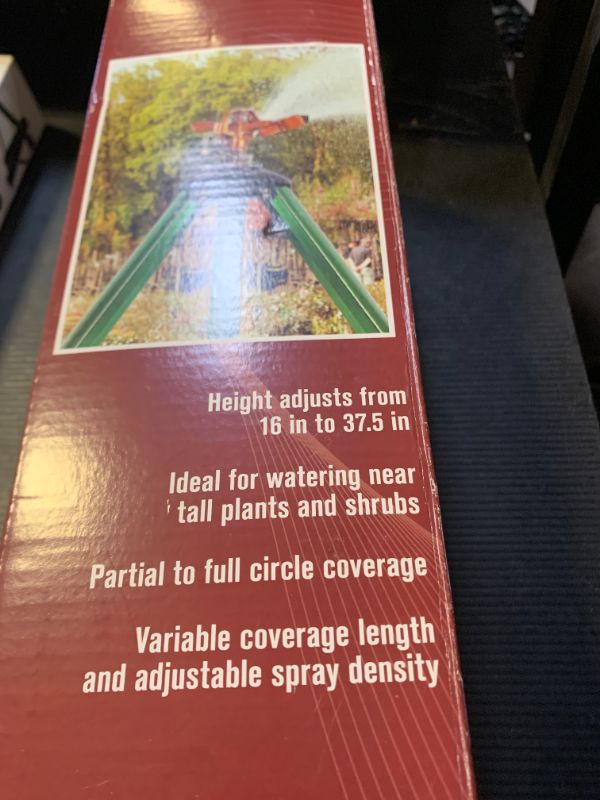 Height adjusts from
16 in to 37.5 in
Ideal for watering near
tall plants and shrubs
Partial to full circle coverage
Variable coverage length
and adjustable spray density